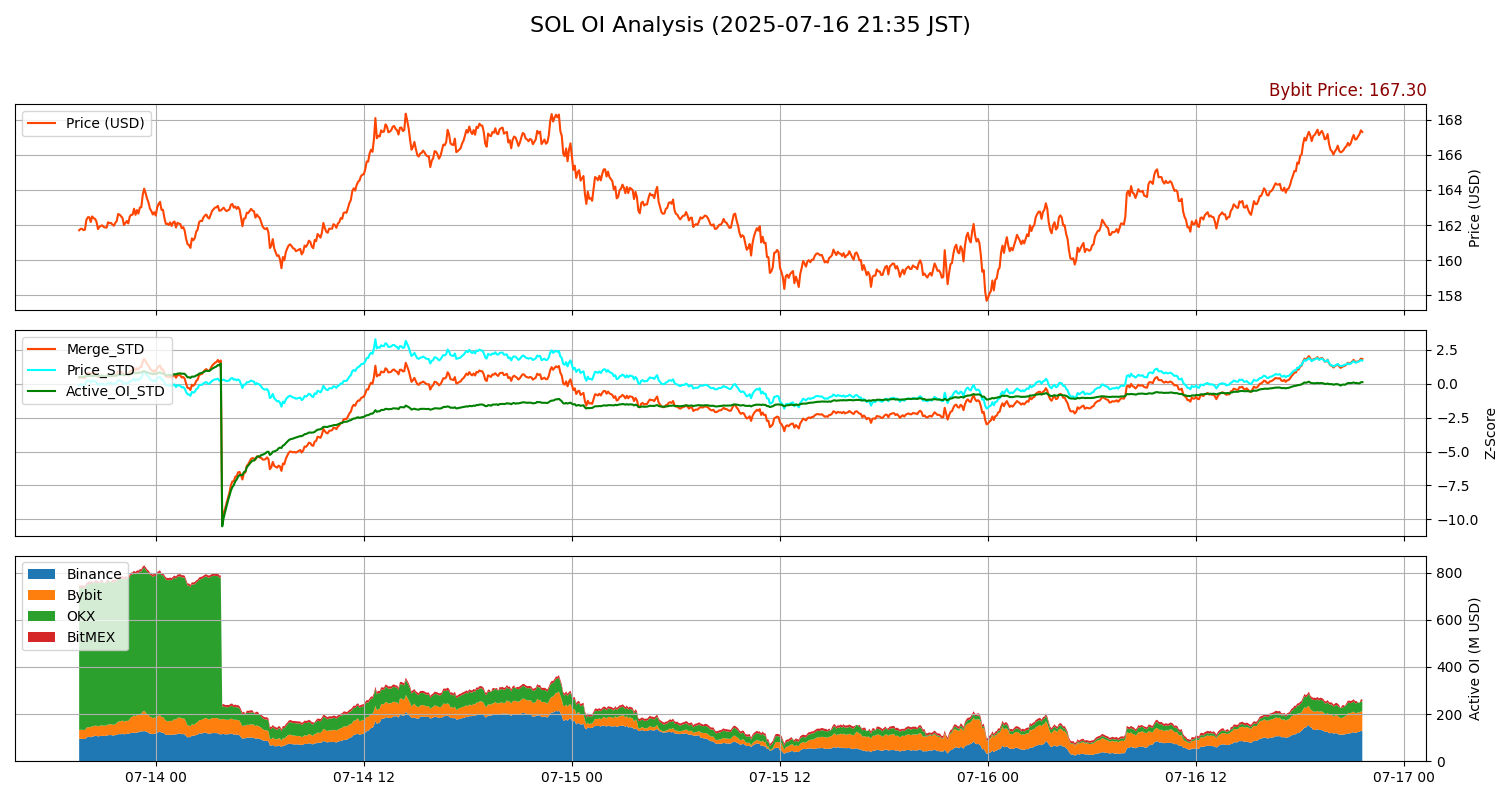 SOL OI Analysis (2025-07-16 21:35 JST)
Bybit Price: 167.30
Price (USD)
168
166
164
162
160
158
Price (USD)
Merge_STD
Price_STD
Active_OI_STD
2.5
0.0
−2.5
−5.0
−7.5
−10.0
Z-Score
Binance
Bybit
OKX
BitMEX
800
600
400
200
0
Active OI (M USD)
07-14 00
07-14 12
07-15 00
07-15 12
07-16 00
07-16 12
07-17 00